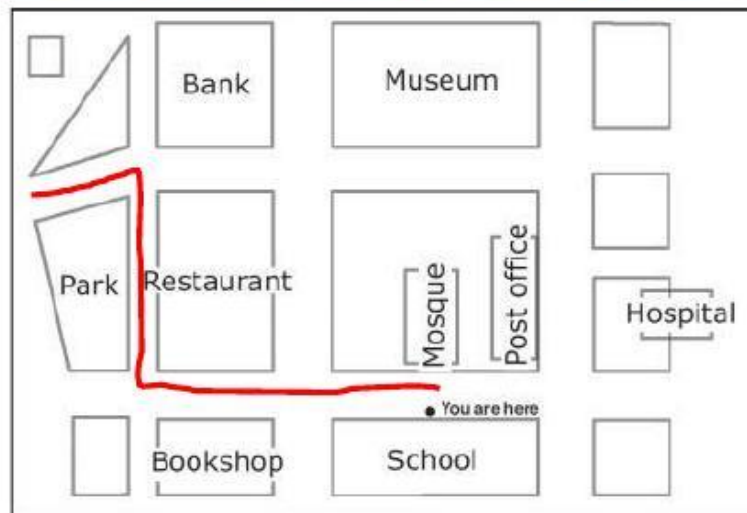 Bank
Museum
Park
Restaurant
Mosque
Post office
Hospital
You are here
Bookshop
School